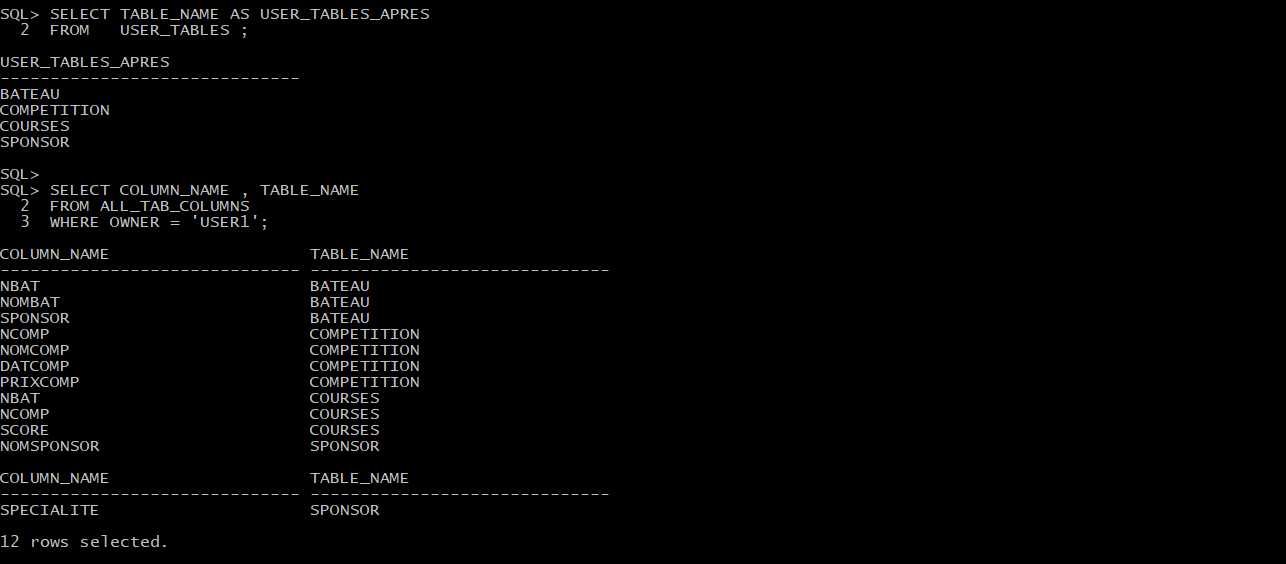 SQL> SELECT TABLE_NAME AS USER_TABLES_APRES
  2  FROM   USER_TABLES ;
USER_TABLES_APRES
------------------------------
BATEAU
COMPETITION
COURSES
SPONSOR
SQL>
SQL> SELECT COLUMN_NAME , TABLE_NAME
  2  FROM ALL_TAB_COLUMNS
  3  WHERE OWNER = 'USER1';
COLUMN_NAME                    TABLE_NAME
------------------------------ ------------------------------
NBAT                           BATEAU
NOMBAT                         BATEAU
SPONSOR                        BATEAU
NCOMP                          COMPETITION
NOMCOMP                        COMPETITION
DATCOMP                        COMPETITION
PRIXCOMP                       COMPETITION
NBAT                           COURSES
NCOMP                          COURSES
SCORE                          COURSES
NOMSPONSOR                     SPONSOR
COLUMN_NAME                    TABLE_NAME
------------------------------ ------------------------------
SPECIALITE                     SPONSOR
12 rows selected.